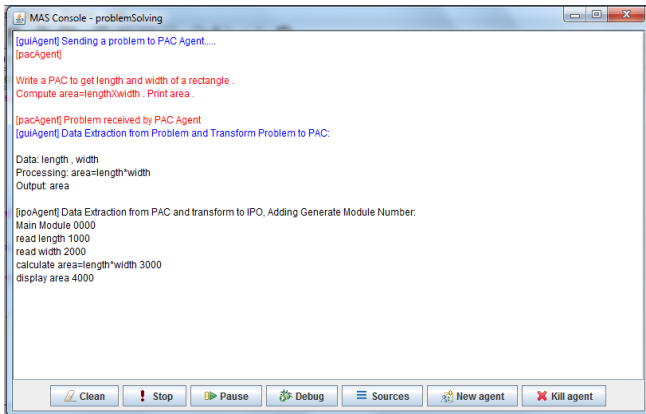 MAS Console - problemSolving
[guiAgent] Sending a problem to PAC Agent.....
[pacAgent]
Write a PAC to get length and width of a rectangle .
Compute area=lengthXwidth . Print area .
[pacAgent] Problem received by PAC Agent
[guiAgent] Data Extraction from Problem and Transform Problem to PAC:
Data: length , width
Processing: area=length*width
Output: area
[ipoAgent] Data Extraction from PAC and transform to IPO, Adding Generate Module Number:
Main Module 0000
read length 1000
read width 2000
calculate area=length*width 3000
display area 4000
Clean Stop Pause Debug Sources New agent Kill agent